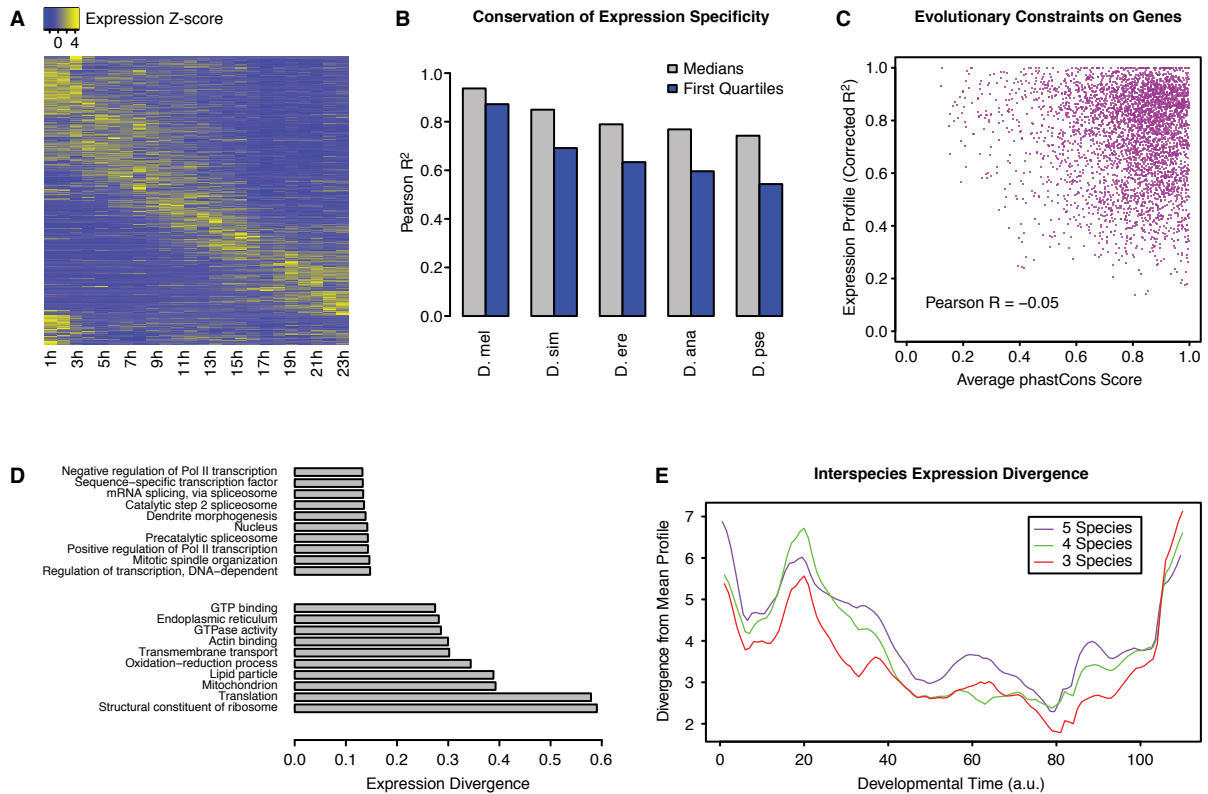 A
Expression Z-score
0 4
1h
3h
5h
7h
9h
11h
13h
15h
17h
19h
21h
23h
B
Conservation of Expression Specificity
Medians
First Quartiles
Pearson R²
1.0
0.8
0.6
0.4
0.2
0.0
D. mel
D. sim
D. ere
D. ana
D. pse
C
Evolutionary Constraints on Genes
Expression Profile (Corrected R²)
1.0
0.8
0.6
0.4
0.2
0.0
Pearson R = −0.05
0.0 0.2 0.4 0.6 0.8 1.0
Average phastCons Score
D
Negative regulation of Pol II transcription
Sequence−specific transcription factor
mRNA splicing, via spliceosome
Catalytic step 2 spliceosome
Dendrite morphogenesis
Nucleus
Precatalytic spliceosome
Positive regulation of Pol II transcription
Mitotic spindle organization
Regulation of transcription, DNA−dependent
GTP binding
Endoplasmic reticulum
GTPase activity
Actin binding
Transmembrane transport
Oxidation−reduction process
Lipid particle
Mitochondrion
Translation
Structural constituent of ribosome
0.0 0.1 0.2 0.3 0.4 0.5 0.6
Expression Divergence
E
Interspecies Expression Divergence
Divergence from Mean Profile
7
6
5
4
3
2
5 Species
4 Species
3 Species
0 20 40 60 80 100
Developmental Time (a.u.)